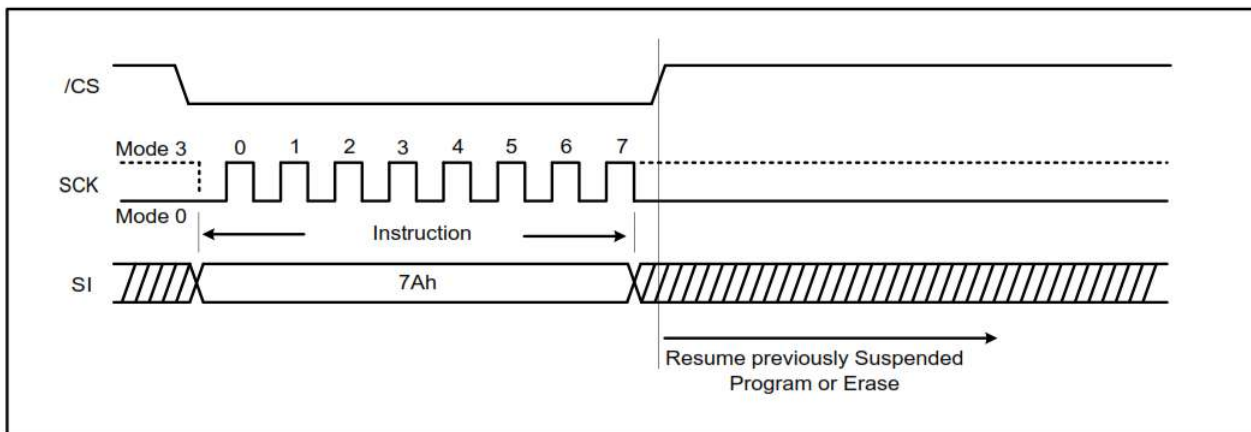 /CS
Mode 3 0 1 2 3 4 5 6 7
SCK
Mode 0
Instruction
SI
7Ah
Resume previously Suspended
Program or Erase